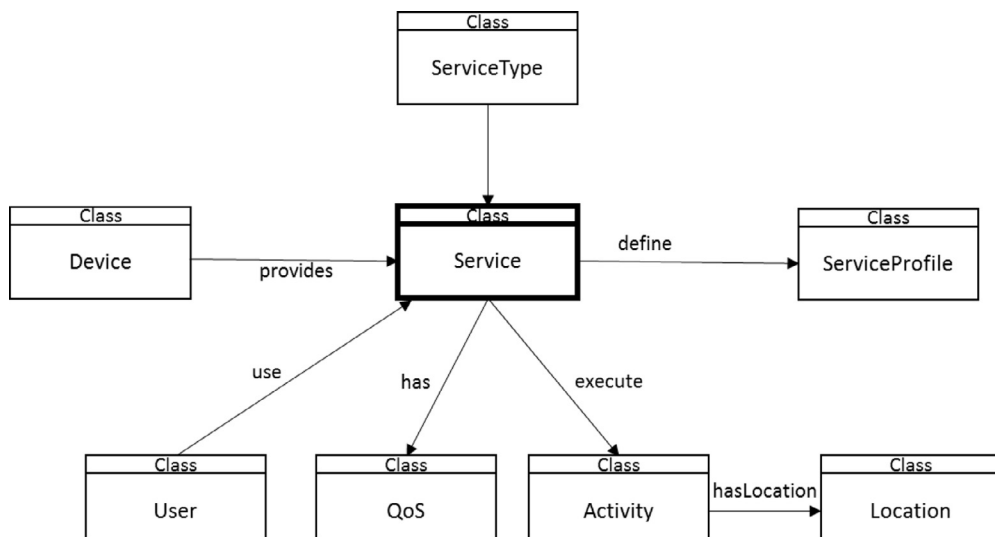 Class
ServiceType
Class
Device
provides
Class
Service
define
Class
ServiceProfile
use
has
execute
Class
User
Class
QoS
Class
Activity
hasLocation
Class
Location